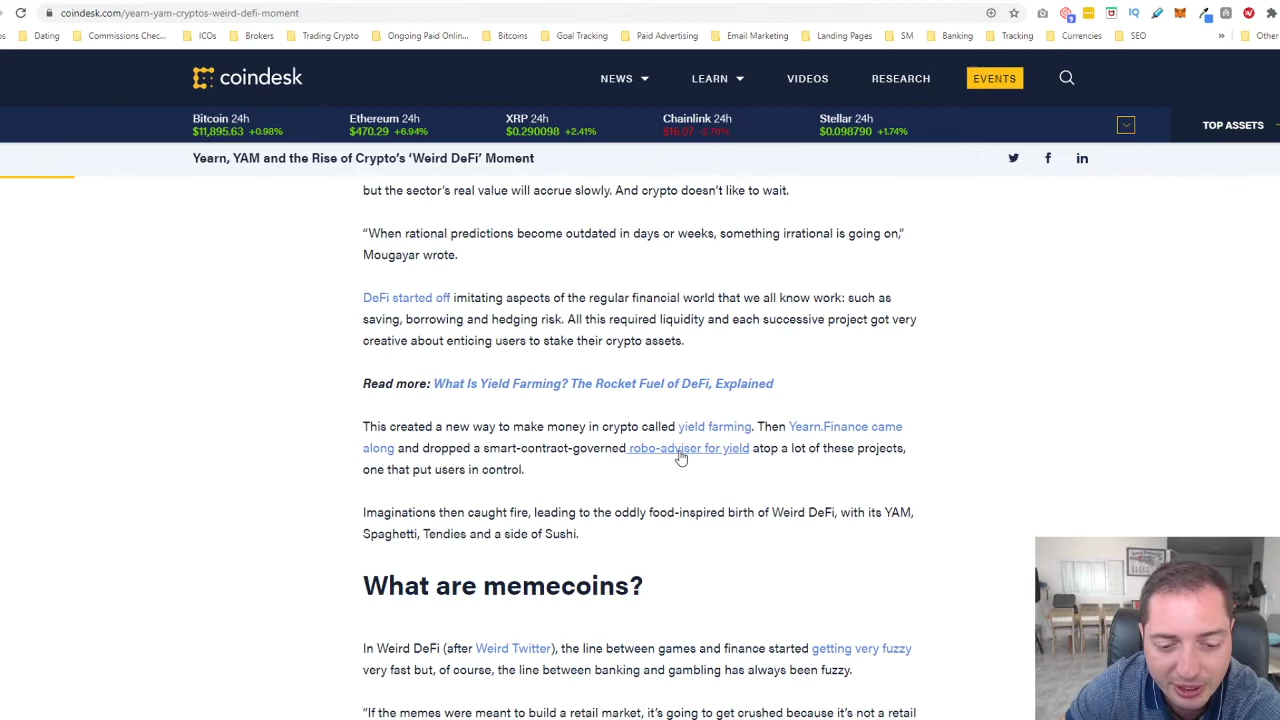 coindesk.com/yearn-yam-cryptos-weird-defi-moment
Dating
Commissions Chec...
ICOs
Brokers
Trading Crypto
Ongoing Paid Onlin...
Bitcoins
Goal Tracking
Paid Advertising
Email Marketing
Landing Pages
SM
Banking
Tracking
Currencies
SEO
»
Other
coindesk
NEWS
LEARN
VIDEOS
RESEARCH
EVENTS
Bitcoin 24h
$11,895.63 +0.98%
Ethereum 24h
$470.29 +6.94%
XRP 24h
$0.290098 +2.41%
Chainlink 24h
$16.07 -2.70%
Stellar 24h
$0.098790 +1.74%
TOP ASSETS
Yearn, YAM and the Rise of Crypto’s ‘Weird DeFi’ Moment
but the sector’s real value will accrue slowly. And crypto doesn’t like to wait.
“When rational predictions become outdated in days or weeks, something irrational is going on,”
Mougayar wrote.
DeFi started off imitating aspects of the regular financial world that we all know work: such as
saving, borrowing and hedging risk. All this required liquidity and each successive project got very
creative about enticing users to stake their crypto assets.
Read more: What Is Yield Farming? The Rocket Fuel of DeFi, Explained
This created a new way to make money in crypto called yield farming. Then Yearn.Finance came
along and dropped a smart-contract-governed robo-adviser for yield atop a lot of these projects,
one that put users in control.
Imaginations then caught fire, leading to the oddly food-inspired birth of Weird DeFi, with its YAM,
Spaghetti, Tendies and a side of Sushi.
What are memecoins?
In Weird DeFi (after Weird Twitter), the line between games and finance started getting very fuzzy
very fast but, of course, the line between banking and gambling has always been fuzzy.
“If the memes were meant to build a retail market, it’s going to get crushed because it’s not a retail